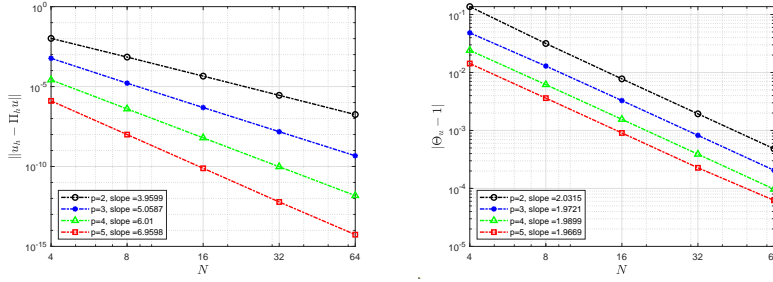 10^0
10^-5
10^-10
10^-15
||u_h − Π_h u||
p=2, slope =3.9599
p=3, slope =5.0587
p=4, slope =6.01
p=5, slope =6.9598
4 8 16 32 64
N
10^-1
10^-2
10^-3
10^-4
10^-5
|Θ_u − 1|
p=2, slope =2.0315
p=3, slope =1.9721
p=4, slope =1.9899
p=5, slope =1.9669
4 8 16 32 64
N